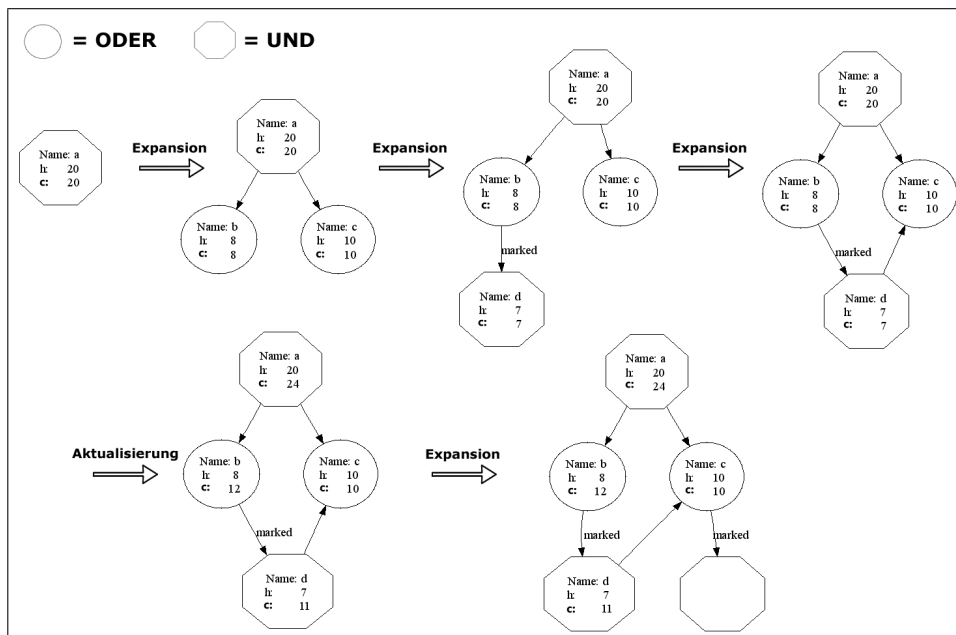 = ODER
= UND
Name: a
h: 20
c: 20
Expansion
Name: a
h: 20
c: 20
Name: b
h: 8
c: 8
Name: c
h: 10
c: 10
Expansion
Name: a
h: 20
c: 20
Name: b
h: 8
c: 8
Name: c
h: 10
c: 10
marked
Name: d
h: 7
c: 7
Expansion
Name: a
h: 20
c: 20
Name: b
h: 8
c: 8
Name: c
h: 10
c: 10
marked
Name: d
h: 7
c: 7
Aktualisierung
Name: a
h: 20
c: 24
Name: b
h: 8
c: 12
Name: c
h: 10
c: 10
marked
Name: d
h: 7
c: 11
Expansion
Name: a
h: 20
c: 24
Name: b
h: 8
c: 12
Name: c
h: 10
c: 10
marked
marked
Name: d
h: 7
c: 11